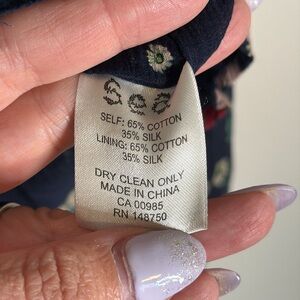 Sea
SELF: 65% COTTON
35% SILK
LINING: 65% COTTON
35% SILK
DRY CLEAN ONLY
MADE IN CHINA
CA 00985
RN 148750